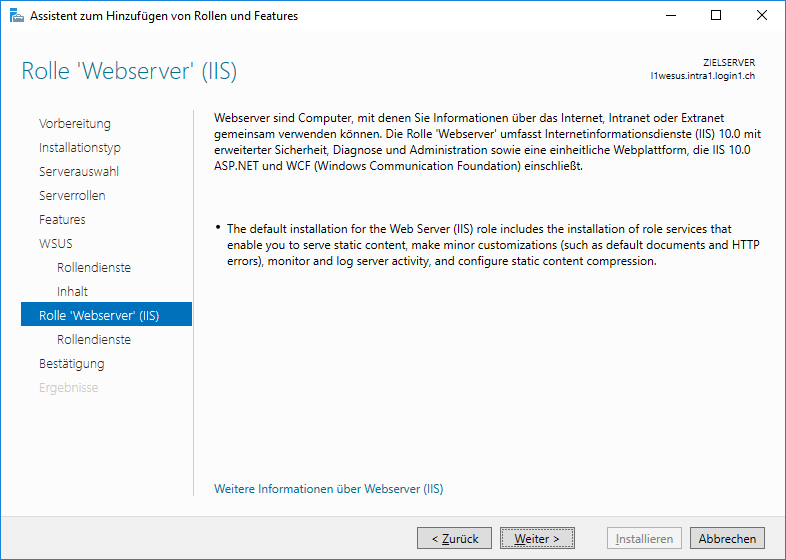 Assistent zum Hinzufügen von Rollen und Features
Rolle 'Webserver' (IIS)
ZIELSERVER
l1wesus.intra1.login1.ch
Vorbereitung
Installationstyp
Serverauswahl
Serverrollen
Features
WSUS
Rollendienste
Inhalt
Rolle 'Webserver' (IIS)
Rollendienste
Bestätigung
Ergebnisse
Webserver sind Computer, mit denen Sie Informationen über das Internet, Intranet oder Extranet
gemeinsam verwenden können. Die Rolle 'Webserver' umfasst Internetinformationsdienste (IIS) 10.0 mit
erweiterter Sicherheit, Diagnose und Administration sowie eine einheitliche Webplattform, die IIS 10.0
ASP.NET und WCF (Windows Communication Foundation) einschließt.
• The default installation for the Web Server (IIS) role includes the installation of role services that
enable you to serve static content, make minor customizations (such as default documents and HTTP
errors), monitor and log server activity, and configure static content compression.
Weitere Informationen über Webserver (IIS)
< Zurück
Weiter >
Installieren
Abbrechen